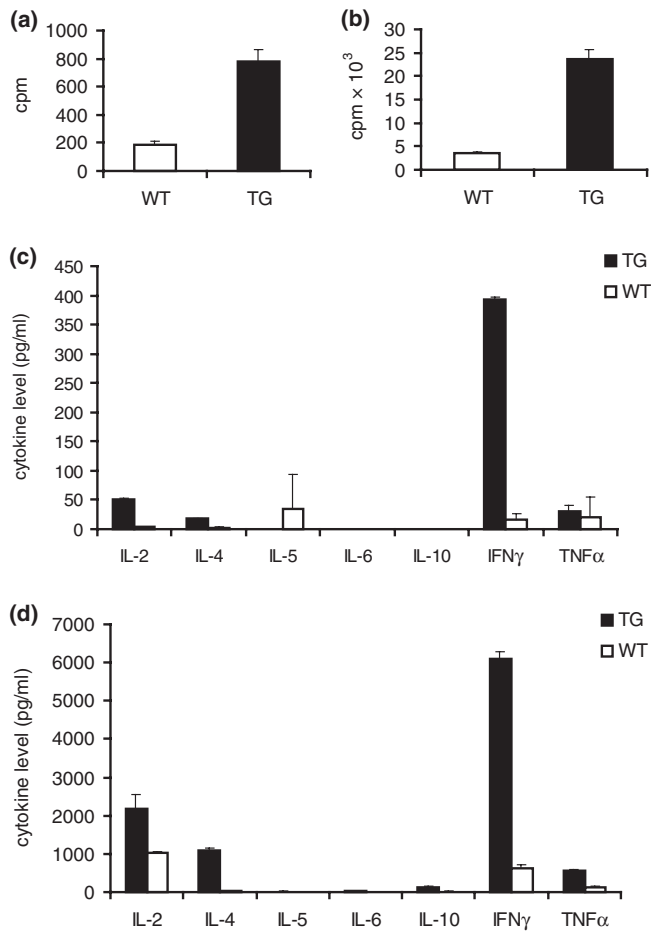 (a)
1000
800
600
400
200
0
cpm
WT TG
(b)
30
25
20
15
10
5
0
cpm × 10³
WT TG
(c)
450
400
350
300
250
200
150
100
50
0
cytokine level (pg/ml)
IL-2 IL-4 IL-5 IL-6 IL-10 IFNγ TNFα
TG
WT
(d)
7000
6000
5000
4000
3000
2000
1000
0
cytokine level (pg/ml)
IL-2 IL-4 IL-5 IL-6 IL-10 IFNγ TNFα
TG
WT